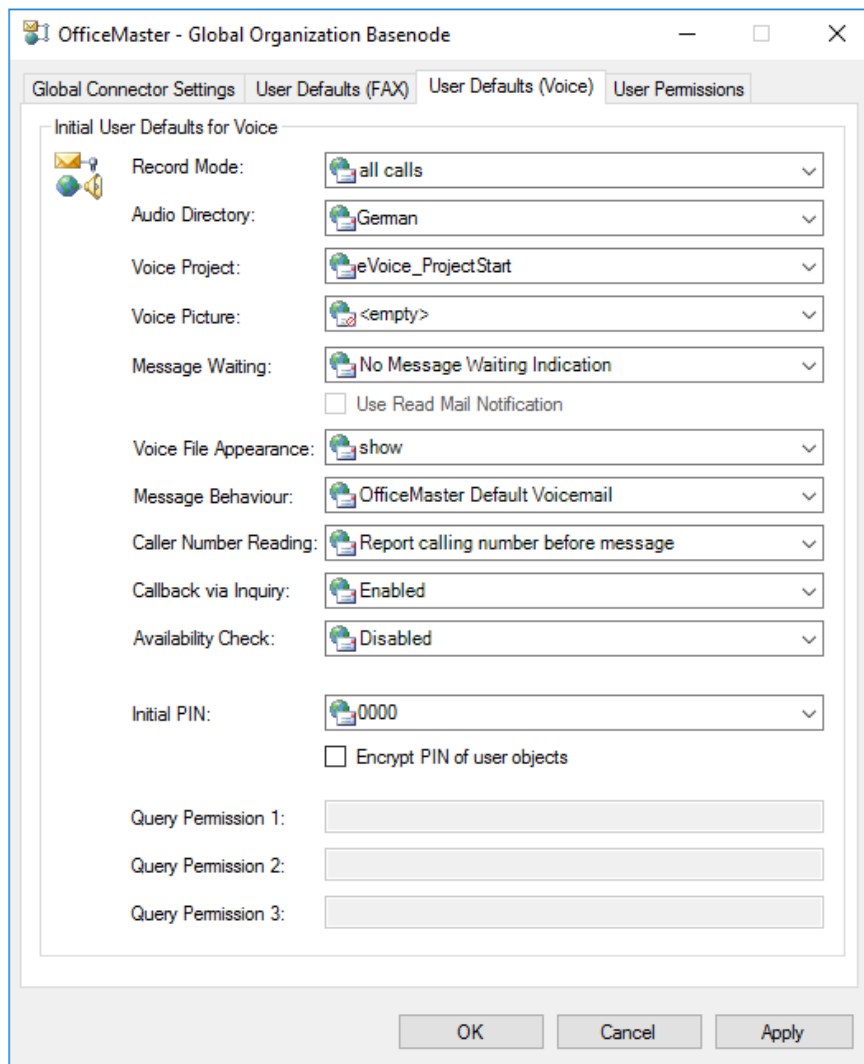 OfficeMaster - Global Organization Basenode
Global Connector Settings User Defaults (FAX) User Defaults (Voice) User Permissions
Initial User Defaults for Voice
Record Mode: all calls
Audio Directory: German
Voice Project: eVoice_ProjectStart
Voice Picture: <empty>
Message Waiting: No Message Waiting Indication
Use Read Mail Notification
Voice File Appearance: show
Message Behaviour: OfficeMaster Default Voicemail
Caller Number Reading: Report calling number before message
Callback via Inquiry: Enabled
Availability Check: Disabled
Initial PIN: 0000
Encrypt PIN of user objects
Query Permission 1:
Query Permission 2:
Query Permission 3:
OK Cancel Apply